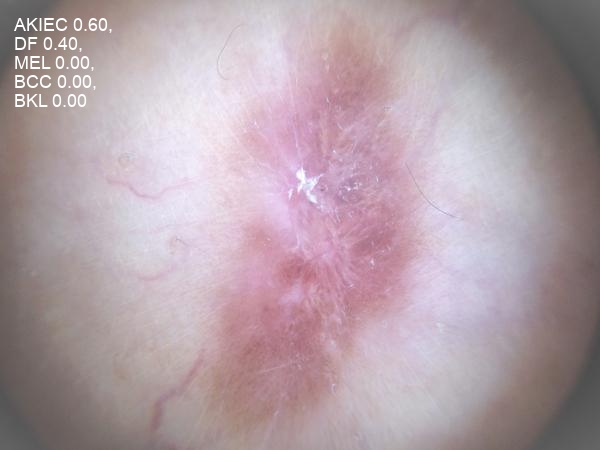 AKIEC 0.60,
DF 0.40,
MEL 0.00,
BCC 0.00,
BKL 0.00